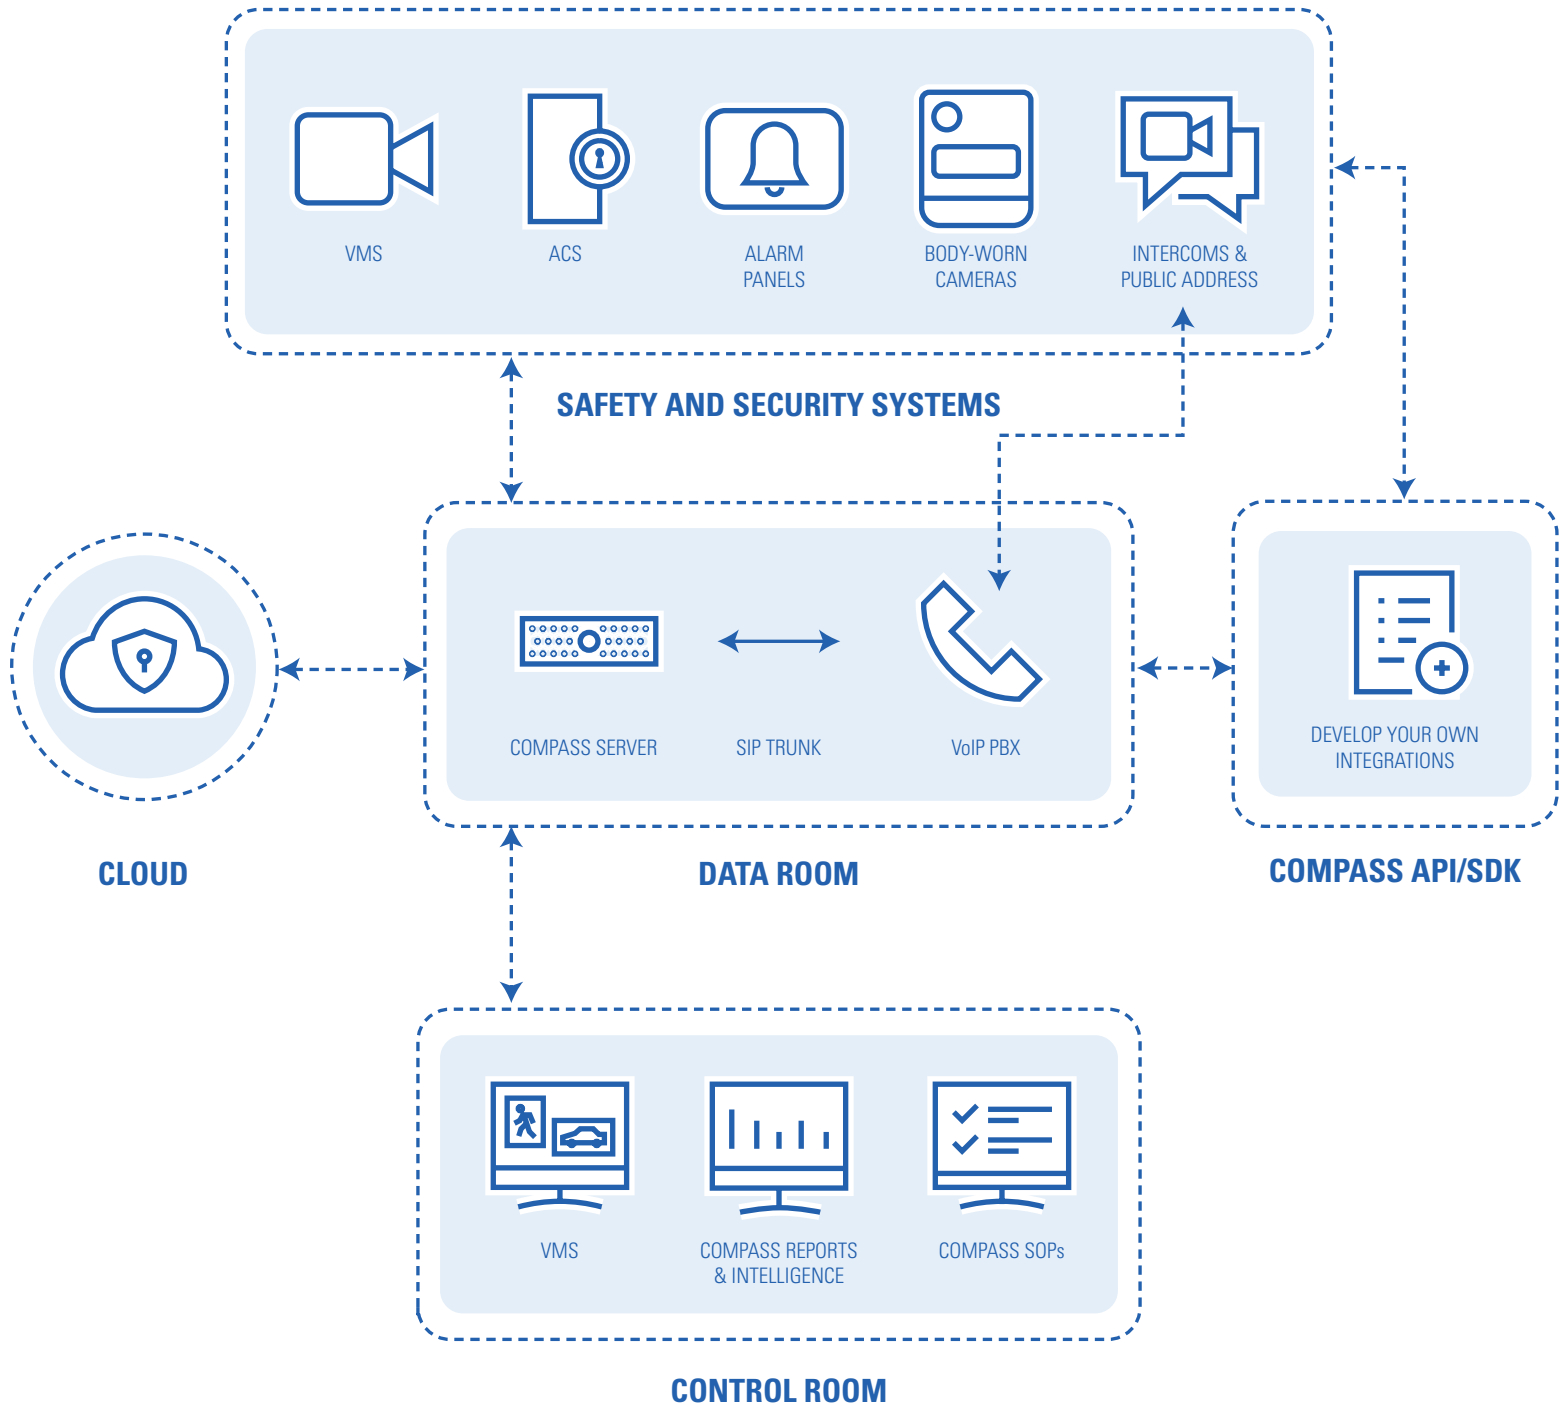 VMS
ACS
ALARM
PANELS
BODY-WORN
CAMERAS
INTERCOMS &
PUBLIC ADDRESS
SAFETY AND SECURITY SYSTEMS
COMPASS SERVER
SIP TRUNK
VoIP PBX
DEVELOP YOUR OWN
INTEGRATIONS
CLOUD
DATA ROOM
COMPASS API/SDK
VMS
COMPASS REPORTS
& INTELLIGENCE
COMPASS SOPs
CONTROL ROOM